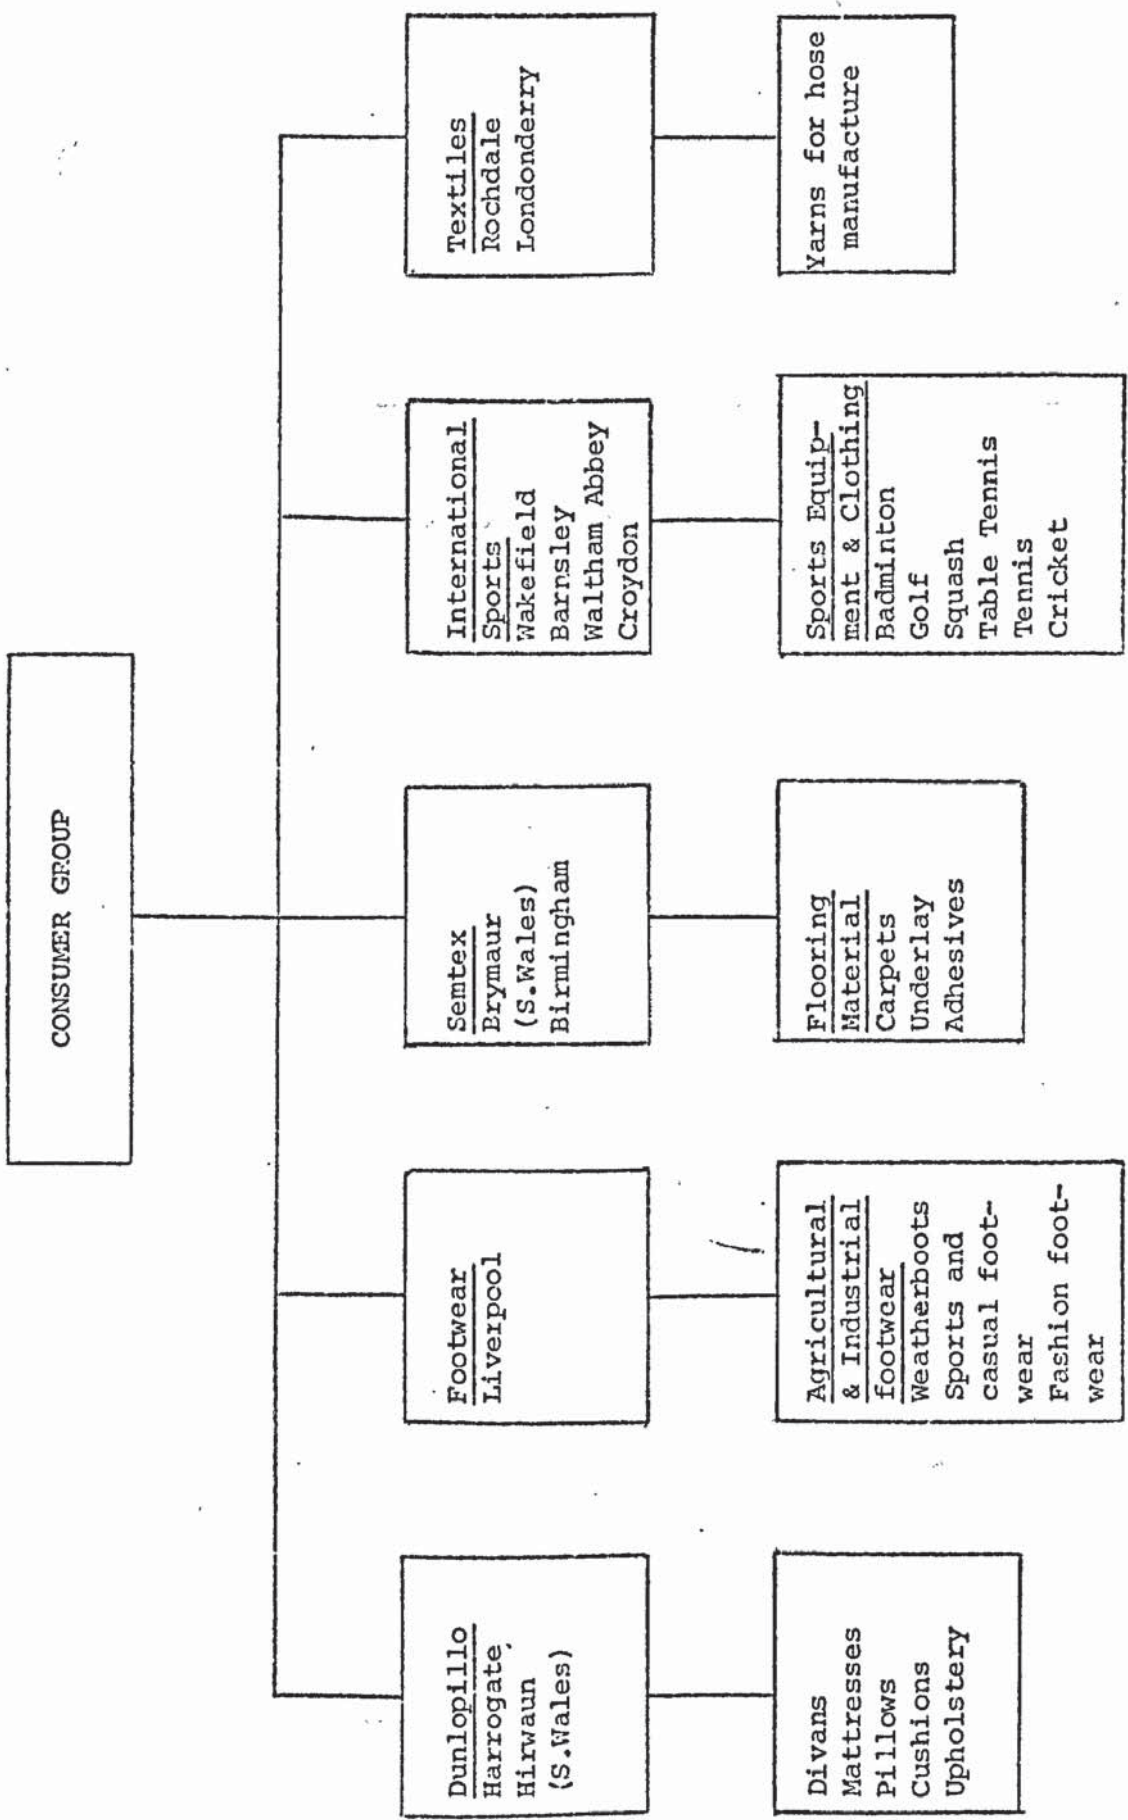 CONSUMER GROUP
Dunlopillo
Harrogate
Hirwaun
(S.Wales)
Footwear
Liverpool
Semtex
Brymaur
(S.Wales)
Birmingham
International
Sports
Wakefield
Barnsley
Waltham Abbey
Croydon
Textiles
Rochdale
Londonderry
Divans
Mattresses
Pillows
Cushions
Upholstery
Agricultural
& Industrial
footwear
Weatherboots
Sports and
casual foot-
wear
Fashion foot-
wear
Flooring
Material
Carpets
Underlay
Adhesives
Sports Equip-
ment & Clothing
Badminton
Golf
Squash
Table Tennis
Tennis
Cricket
Yarns for hose
manufacture